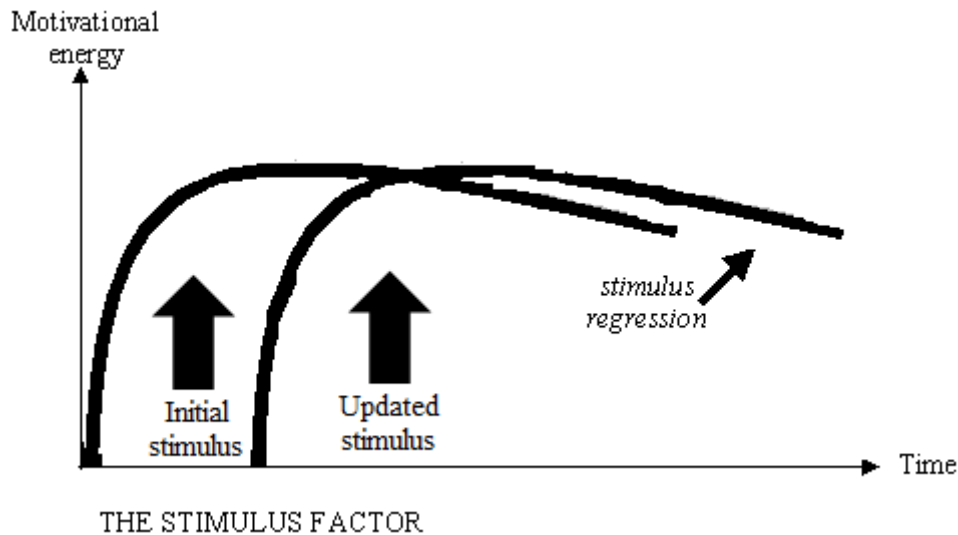 Motivational
energy
Initial
stimulus
Updated
stimulus
stimulus
regression
Time
THE STIMULUS FACTOR